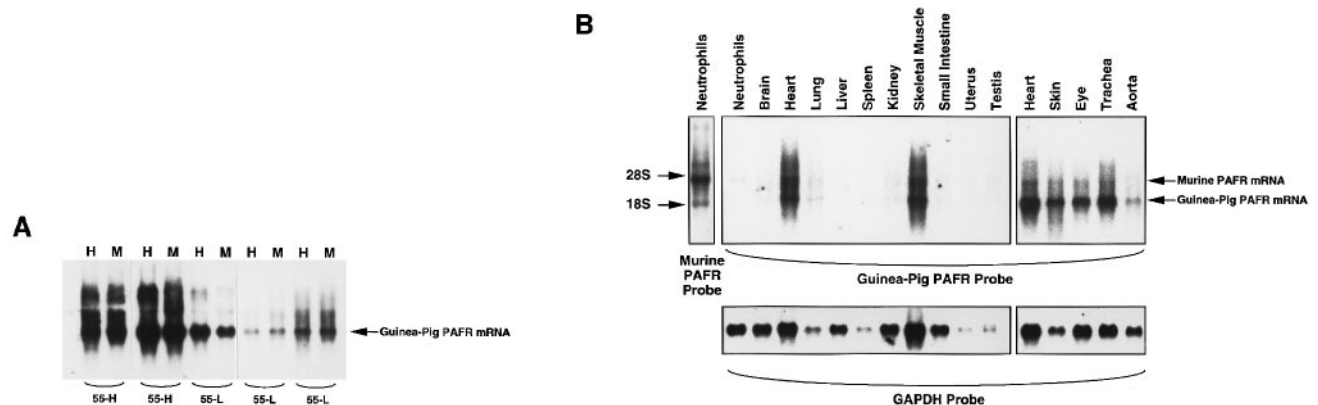 A
H M H M H M H M H M
Guinea-Pig PAFR mRNA
55-H 55-H 55-L 55-L 55-L
B
Neutrophils
Neutrophils
Brain
Heart
Lung
Liver
Spleen
Kidney
Skeletal Muscle
Small Intestine
Uterus
Testis
Heart
Skin
Eye
Trachea
Aorta
28S
18S
Murine PAFR mRNA
Guinea-Pig PAFR mRNA
Murine
PAFR
Probe
Guinea-Pig PAFR Probe
GAPDH Probe